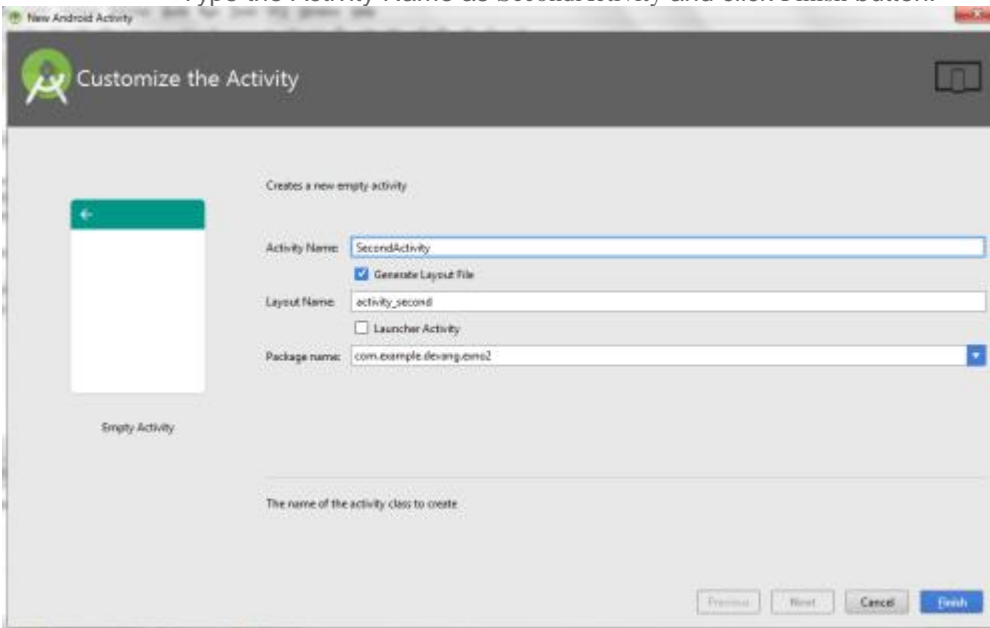 Type the Activity Name as SecondActivity and click Finish button.
New Android Activity
Customize the Activity
Creates a new empty activity
Activity Name: SecondActivity
Generate Layout File
Layout Name: activity_second
Launcher Activity
Package name: com.example.devang.exno2
Empty Activity
The name of the activity class to create
Previous Next Cancel Finish